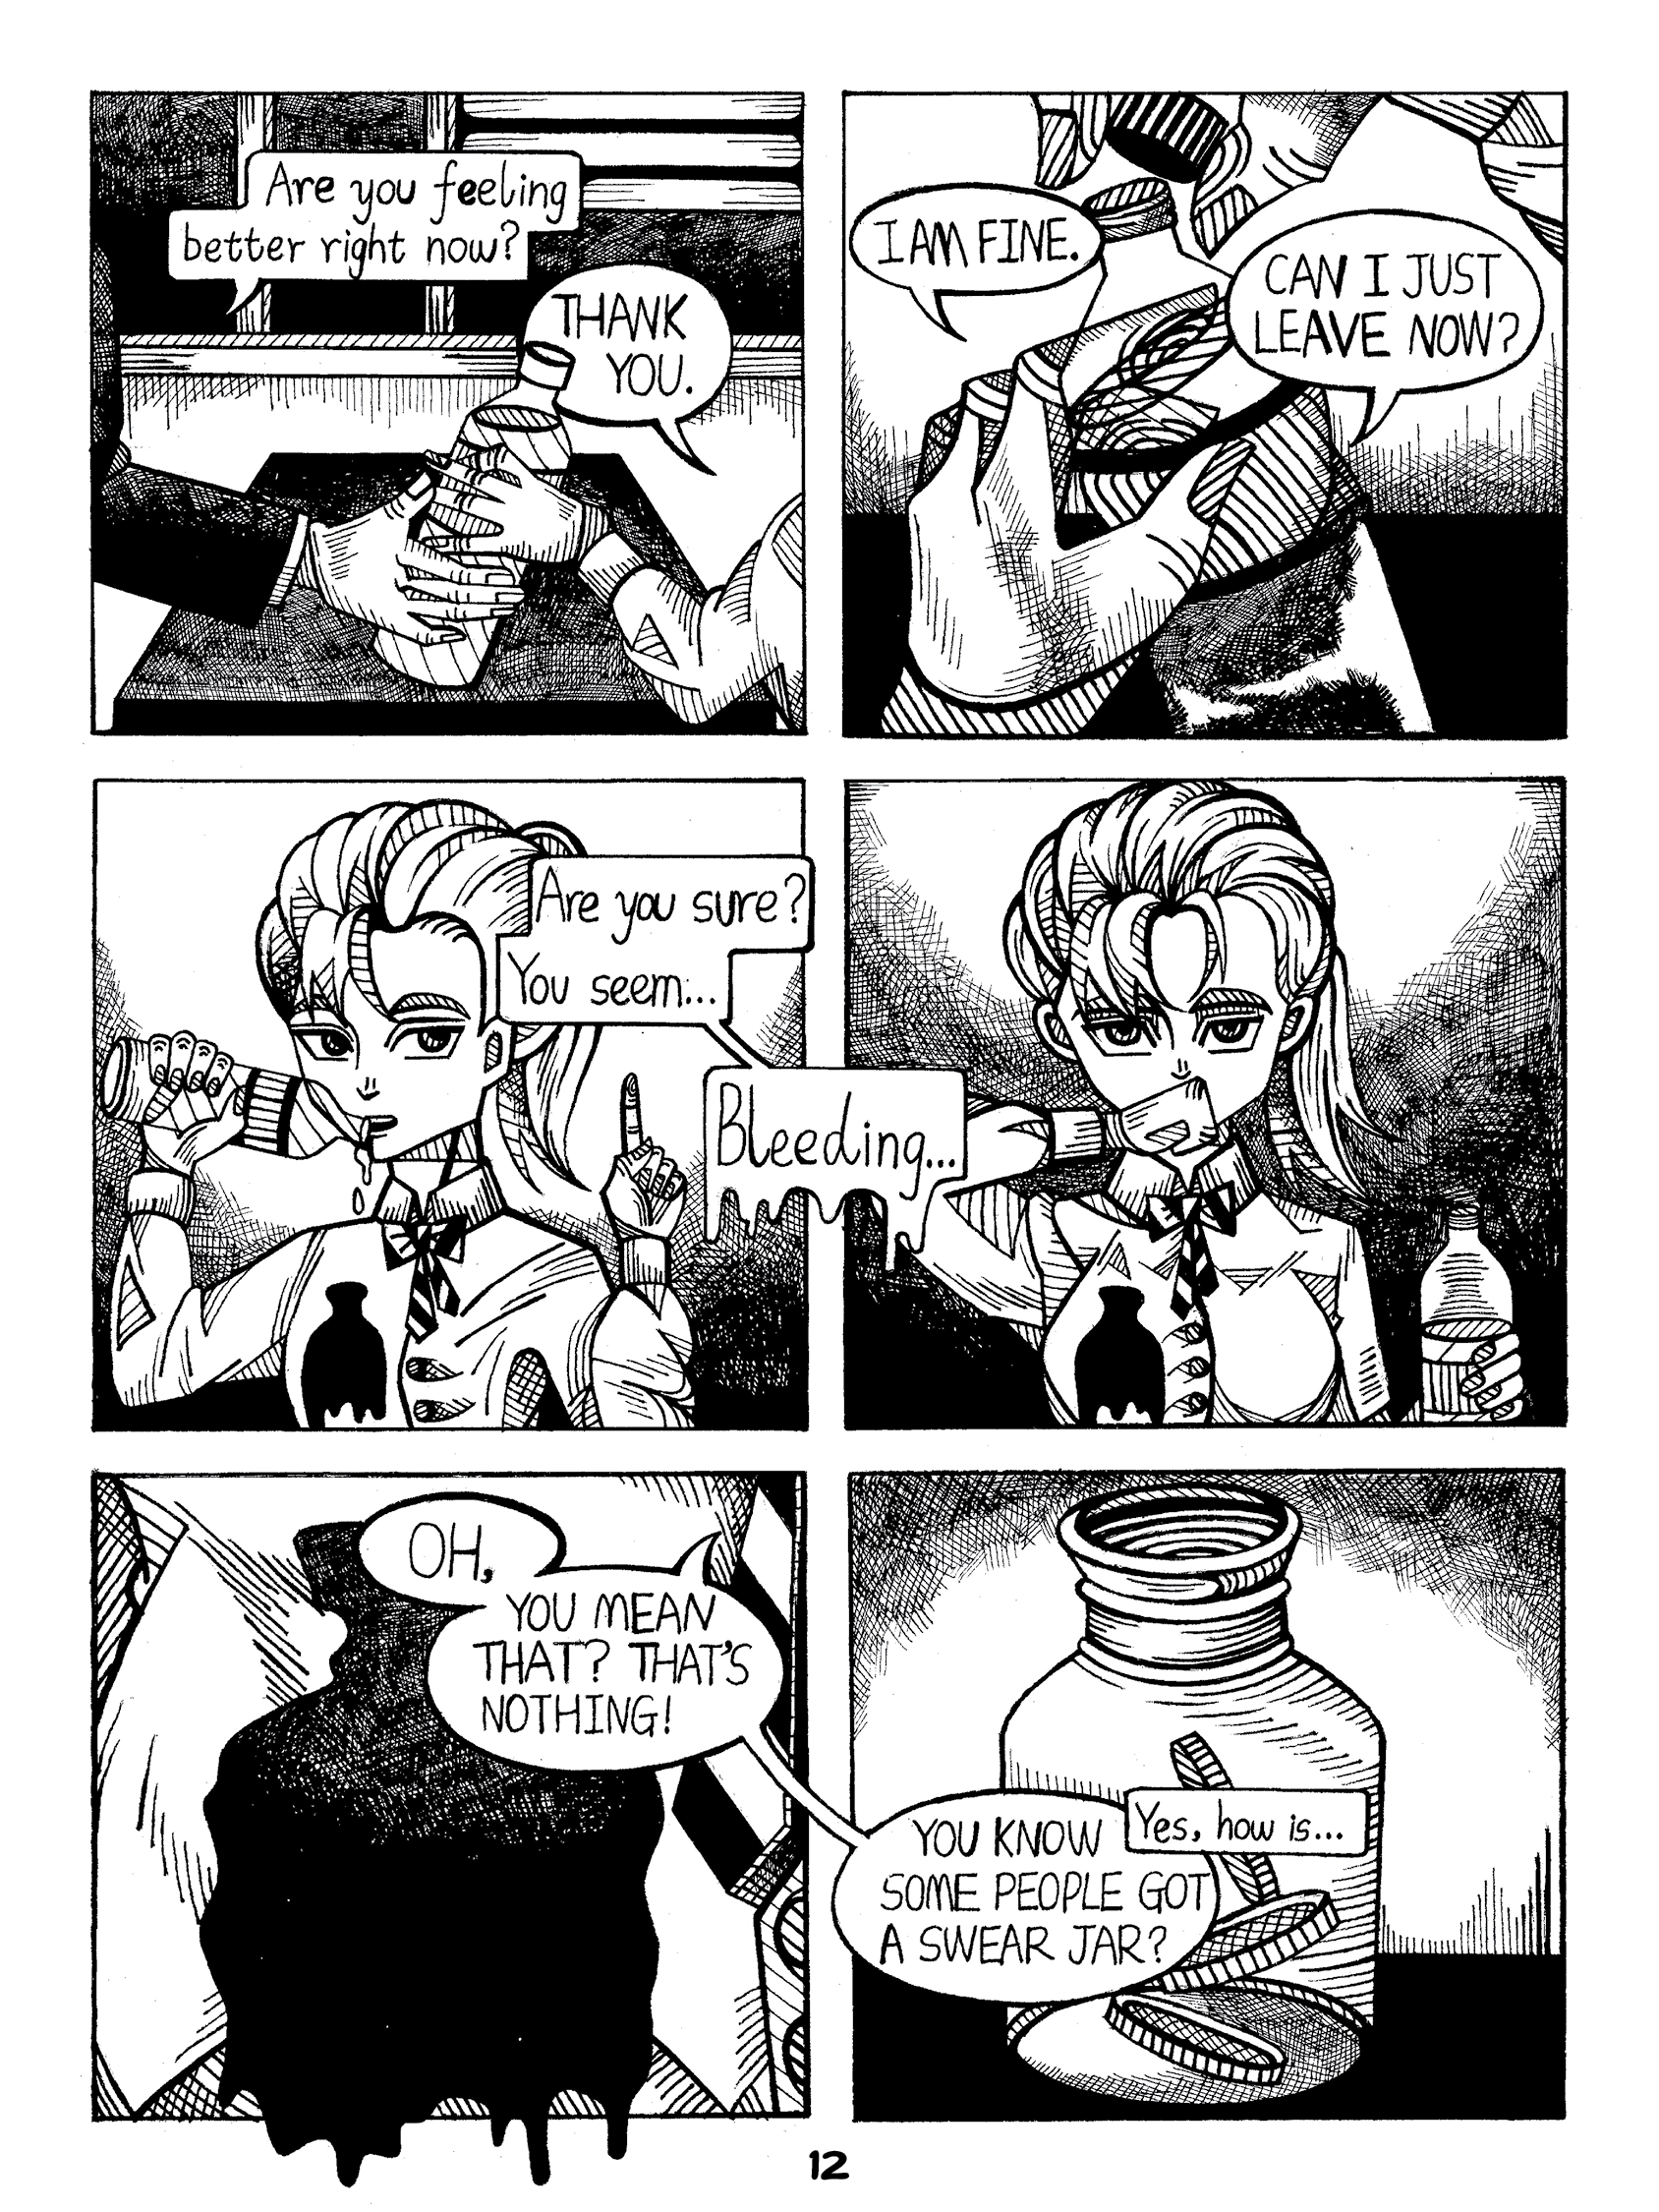 Are you feeling
better right now?
THANK
YOU.
I AM FINE.
CAN I JUST
LEAVE NOW?
Are you sure?
You seem...
Bleeding...
OH,
YOU MEAN
THAT? THAT'S
NOTHING!
YOU KNOW
SOME PEOPLE GOT
A SWEAR JAR?
Yes, how is...
12